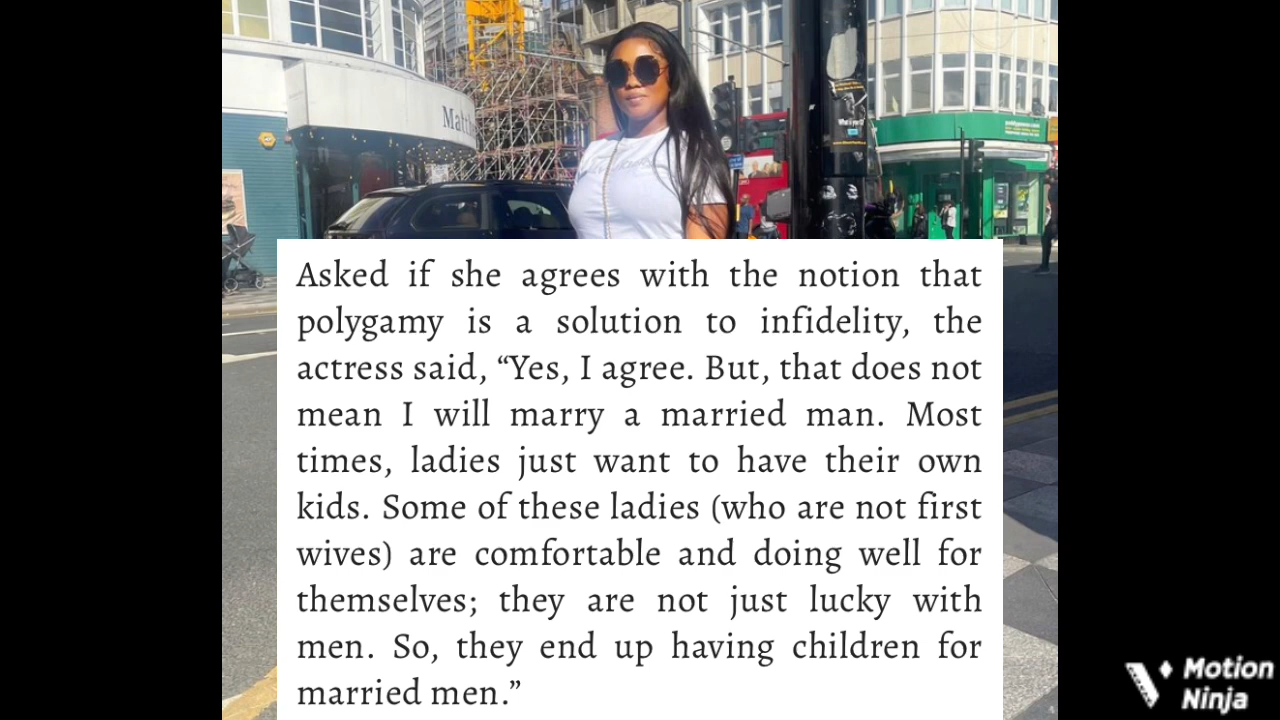 Matt
Asked if she agrees with the notion that
polygamy is a solution to infidelity, the
actress said, “Yes, I agree. But, that does not
mean I will marry a married man. Most
times, ladies just want to have their own
kids. Some of these ladies (who are not first
wives) are comfortable and doing well for
themselves; they are not just lucky with
men. So, they end up having children for
married men.”
Motion
Ninja